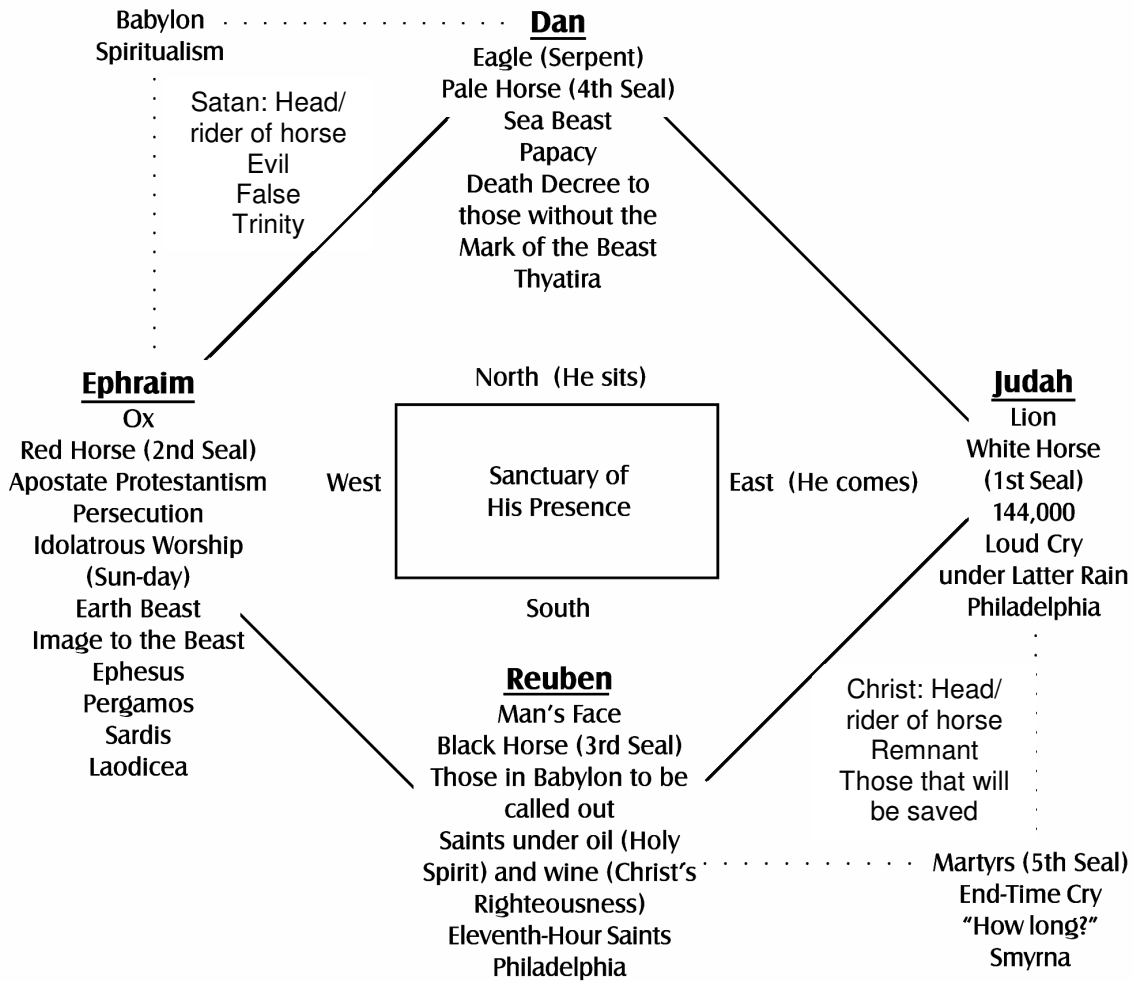 Babylon
Spiritualism
Dan
Eagle (Serpent)
Pale Horse (4th Seal)
Sea Beast
Papacy
Death Decree to
those without the
Mark of the Beast
Thyatira
Satan: Head/
rider of horse
Evil
False
Trinity
Ephraim
Ox
Red Horse (2nd Seal)
Apostate Protestantism
Persecution
Idolatrous Worship
(Sun-day)
Earth Beast
Image to the Beast
Ephesus
Pergamos
Sardis
Laodicea
North (He sits)
West
Sanctuary of
His Presence
East (He comes)
South
Judah
Lion
White Horse
(1st Seal)
144,000
Loud Cry
under Latter Rain
Philadelphia
Reuben
Man's Face
Black Horse (3rd Seal)
Those in Babylon to be
called out
Saints under oil (Holy
Spirit) and wine (Christ's
Righteousness)
Eleventh-Hour Saints
Philadelphia
Christ: Head/
rider of horse
Remnant
Those that will
be saved
Martyrs (5th Seal)
End-Time Cry
"How long?"
Smyrna